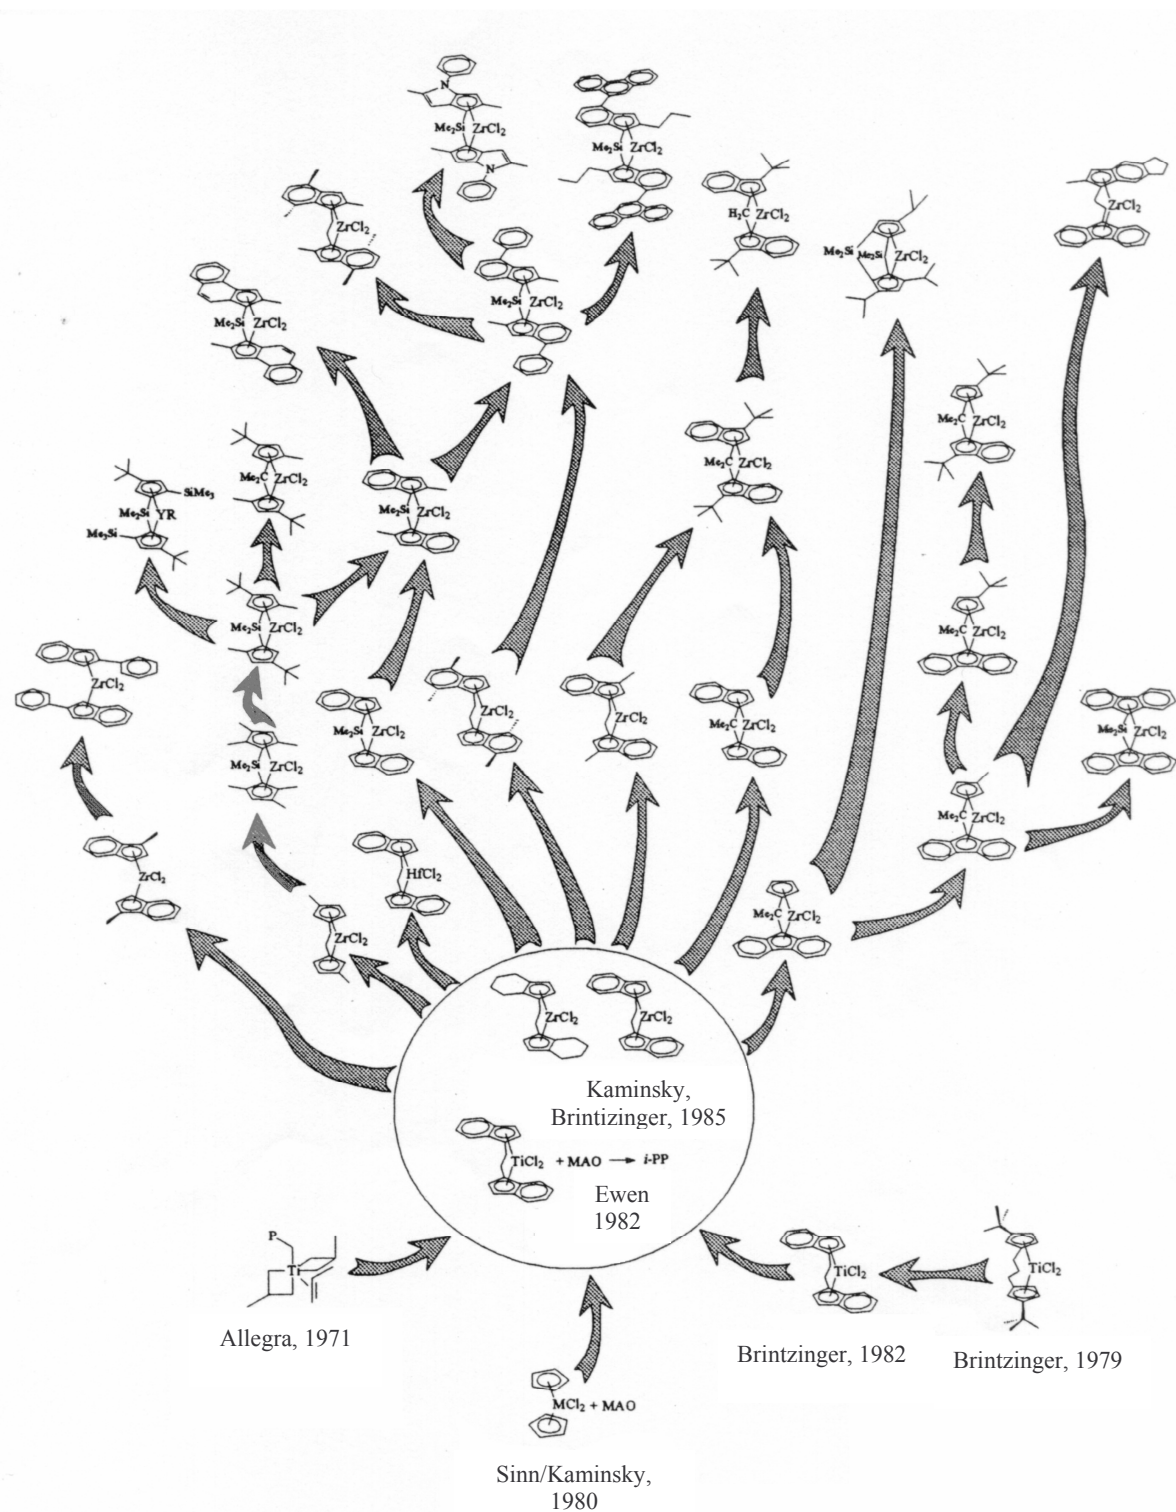 N
Me₂Si ZrCl₂
N
Me₂Si ZrCl₂
H₂C ZrCl₂
ZrCl₂
ZrCl₂
Me₂Si Me₂Si ZrCl₂
Me₂Si ZrCl₂
Me₂Si ZrCl₂
Me₂C ZrCl₂
Me₂C ZrCl₂
Me₂C ZrCl₂
SiMe₃
Me₂Si YR
Me₃Si
Me₂Si ZrCl₂
Me₂Si ZrCl₂
Me₂C ZrCl₂
ZrCl₂
Me₂Si ZrCl₂
ZrCl₂
ZrCl₂
Me₂C ZrCl₂
Me₂Si ZrCl₂
Me₂Si ZrCl₂
Me₂C ZrCl₂
ZrCl₂
HfCl₂
ZrCl₂
Me₂C ZrCl₂
ZrCl₂
ZrCl₂
Kaminsky,
Brintizinger, 1985
TiCl₂ + MAO → i-PP
Ewen
1982
P
Ti
TiCl₂
TiCl₂
Allegra, 1971
Brintzinger, 1982
Brintzinger, 1979
MCl₂ + MAO
Sinn/Kaminsky,
1980